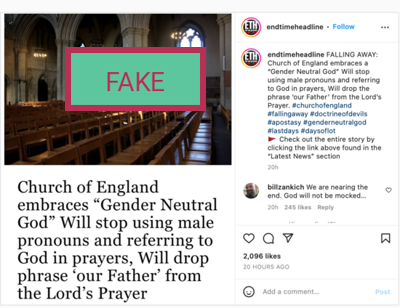 FAKE
Church of England
embraces “Gender Neutral
God” Will stop using male
pronouns and referring to
God in prayers, Will drop
phrase ‘our Father’ from
the Lord’s Prayer
ETH
endtimeheadline • Follow
ETH
endtimeheadline FALLING AWAY:
Church of England embraces a
“Gender Neutral God” Will stop
using male pronouns and referring
to God in prayers, Will drop the
phrase ‘our Father’ from the Lord’s
Prayer. #churchofengland
#fallingaway #doctrineofdevils
#apostasy #genderneutralgod
#lastdays #daysoflot
Check out the entire story by
clicking the link above found in the
“Latest News” section
20h
billzankich We are nearing the
end. God will not be mocked...
20h 245 likes Reply
2,096 likes
20 HOURS AGO
Add a comment... Post